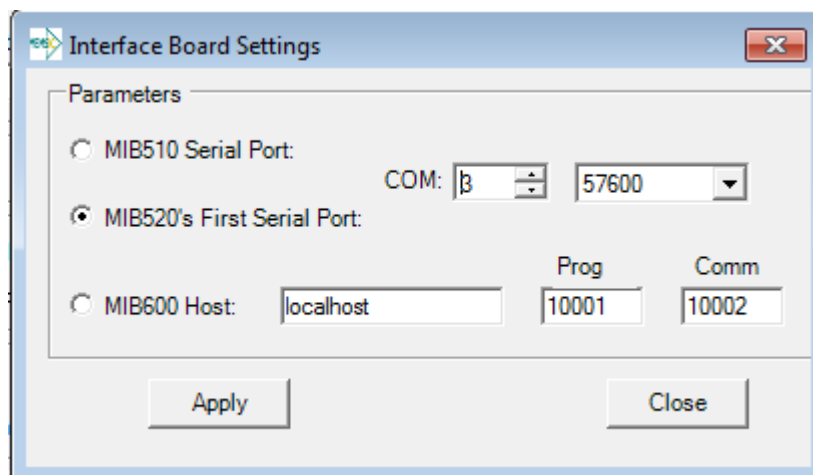 Interface Board Settings
Parameters
MIB510 Serial Port:
COM: 3 57600
MIB520's First Serial Port:
Prog Comm
MIB600 Host: localhost 10001 10002
Apply Close